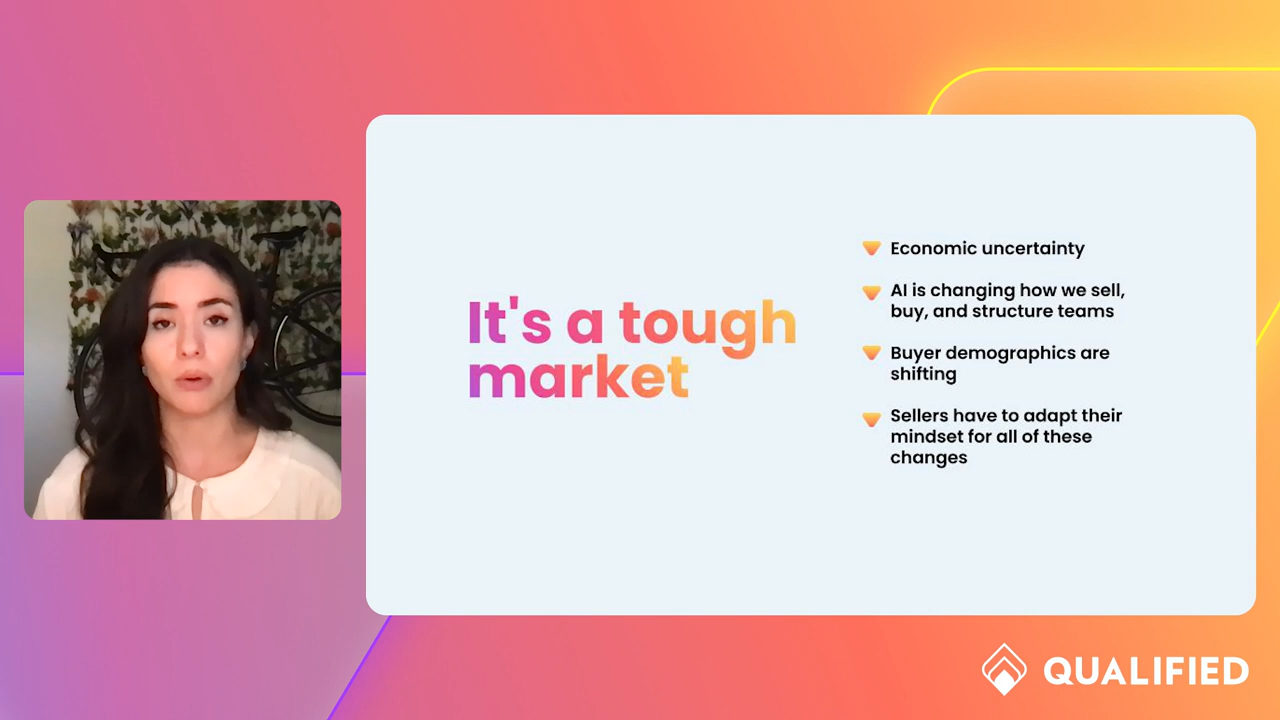 It's a tough
market
Economic uncertainty
AI is changing how we sell,
buy, and structure teams
Buyer demographics are
shifting
Sellers have to adapt their
mindset for all of these
changes
QUALIFIED